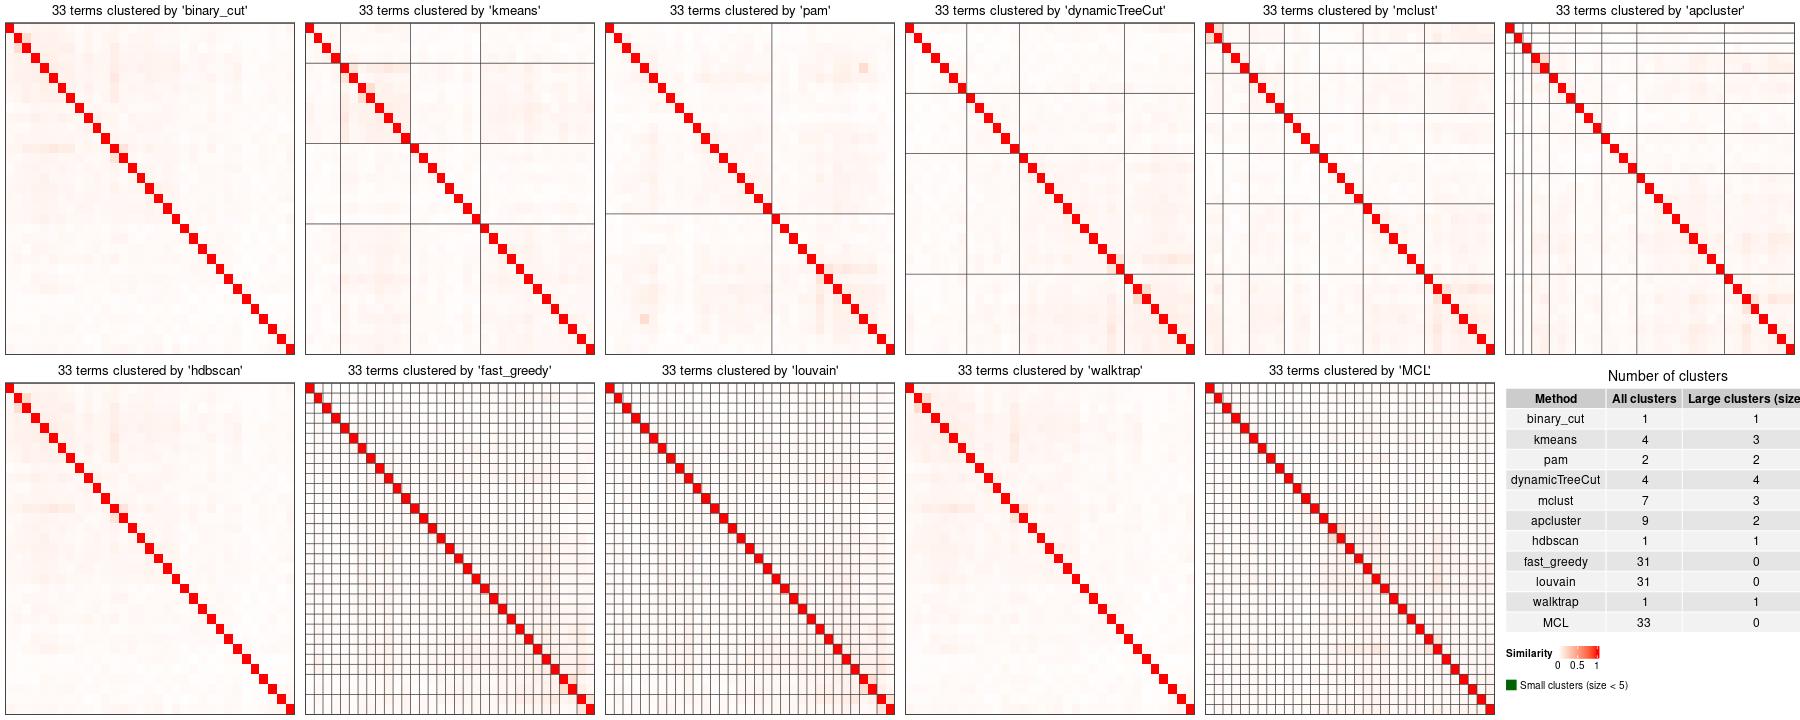 33 terms clustered by 'binary_cut'
33 terms clustered by 'kmeans'
33 terms clustered by 'pam'
33 terms clustered by 'dynamicTreeCut'
33 terms clustered by 'mclust'
33 terms clustered by 'apcluster'
33 terms clustered by 'hdbscan'
33 terms clustered by 'fast_greedy'
33 terms clustered by 'louvain'
33 terms clustered by 'walktrap'
33 terms clustered by 'MCL'
Number of clusters
Method All clusters Large clusters (size
binary_cut 1 1
kmeans 4 3
pam 2 2
dynamicTreeCut 4 4
mclust 7 3
apcluster 9 2
hdbscan 1 1
fast_greedy 31 0
louvain 31 0
walktrap 1 1
MCL 33 0
Similarity
0 0.5 1
Small clusters (size < 5)